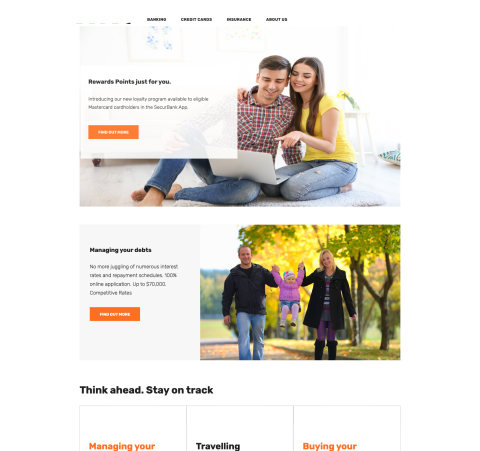 BANKING CREDIT CARDS INSURANCE ABOUT US
Rewards Points just for you.
Introducing our new loyalty program available to eligible
Mastercard cardholders in the SecurBank App.
FIND OUT MORE
Managing your debts
No more juggling of numerous interest
rates and repayment schedules. 100%
online application. Up to $70,000.
Competitive Rates
FIND OUT MORE
Think ahead. Stay on track
Managing your
Travelling
Buying your